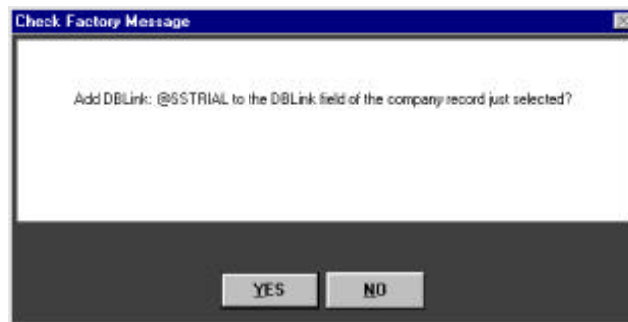 Check Factory Message
Add DBLink: @SSTRIAL to the DBLink field of the company record just selected?
YES
NO